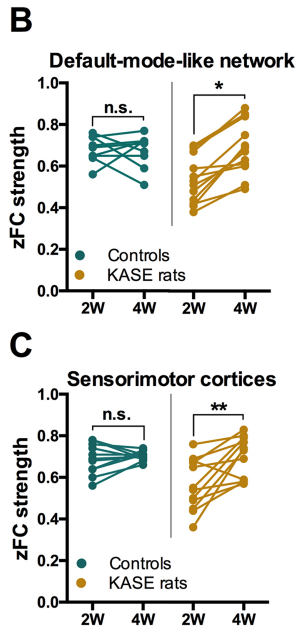 B
Default-mode-like network
n.s.
*
zFC strength
1.0
0.8
0.6
0.4
0.2
0.0
Controls
KASE rats
2W 4W 2W 4W
C
Sensorimotor cortices
n.s.
**
zFC strength
1.0
0.8
0.6
0.4
0.2
0.0
Controls
KASE rats
2W 4W 2W 4W